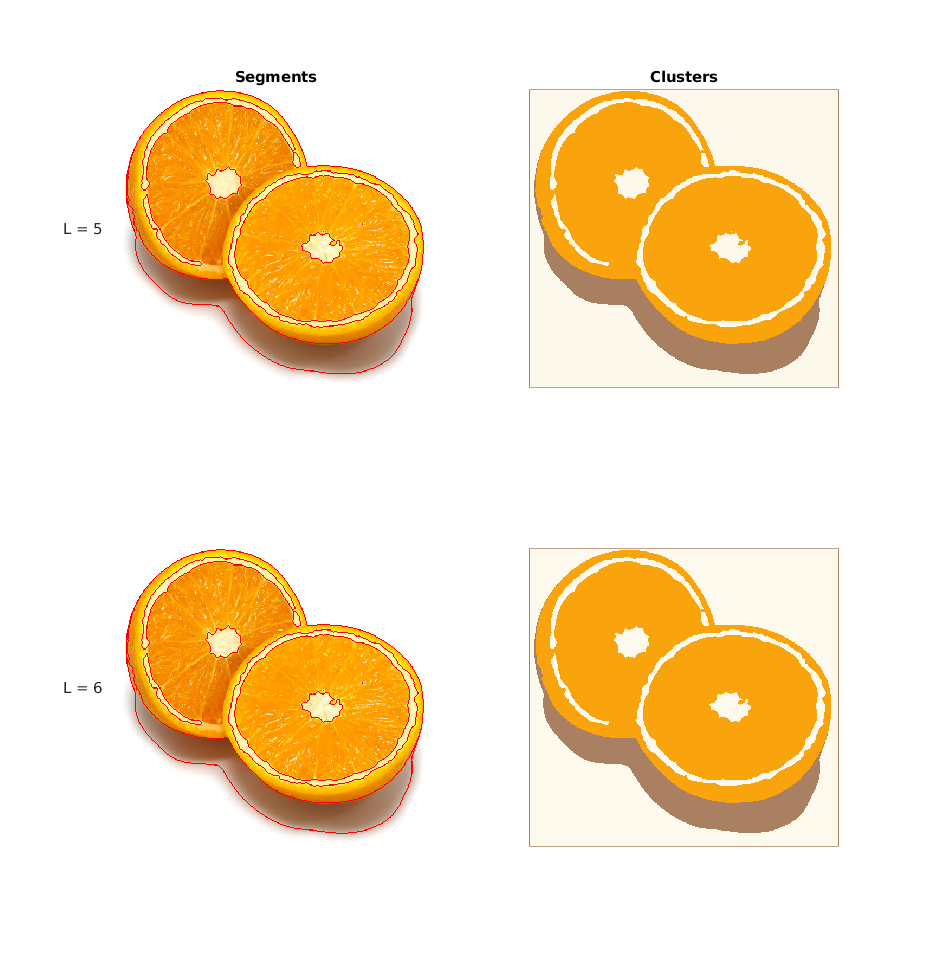 Segments
Clusters
L = 5
L = 6